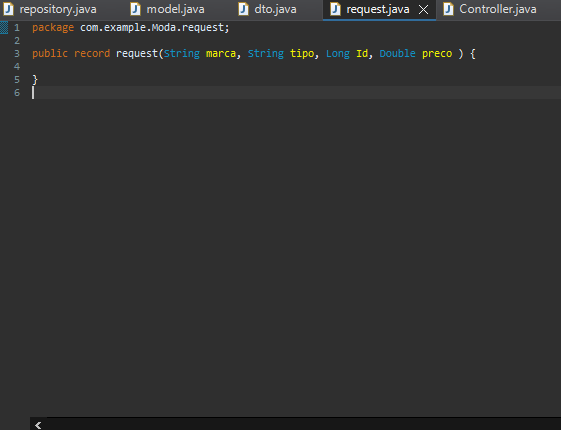 repository.java model.java dto.java request.java Controller.java
1 package com.example.Moda.request;
2
3 public record request(String marca, String tipo, Long Id, Double preco ) {
4
5 }
6